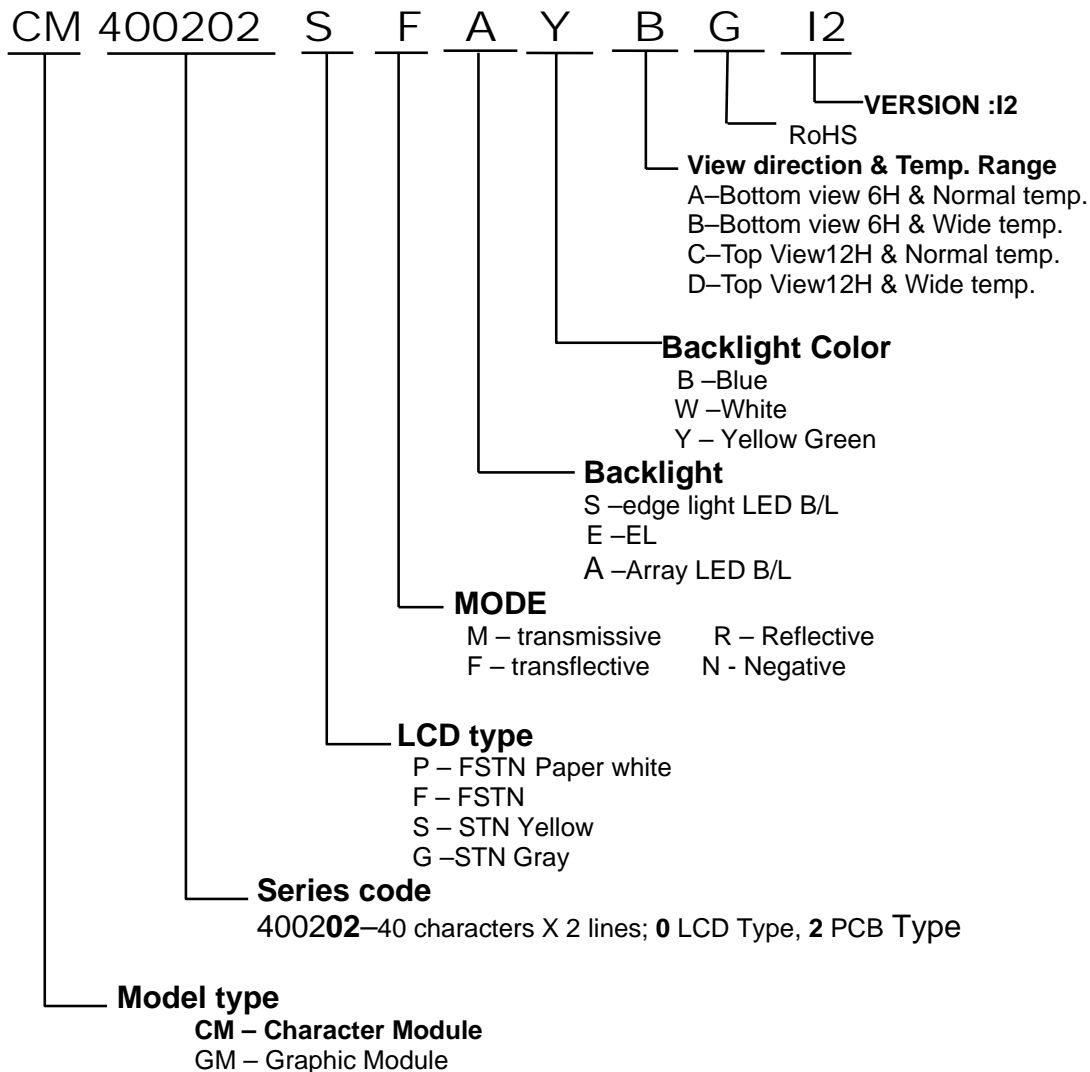 CM 400202 S F A Y B G I2
VERSION :I2
RoHS
View direction & Temp. Range
A–Bottom view 6H & Normal temp.
B–Bottom view 6H & Wide temp.
C–Top View12H & Normal temp.
D–Top View12H & Wide temp.
Backlight Color
B –Blue
W –White
Y – Yellow Green
Backlight
S –edge light LED B/L
E –EL
A –Array LED B/L
MODE
M – transmissive R – Reflective
F – transflective N - Negative
LCD type
P – FSTN Paper white
F – FSTN
S – STN Yellow
G –STN Gray
Series code
400202–40 characters X 2 lines; 0 LCD Type, 2 PCB Type
Model type
CM – Character Module
GM – Graphic Module